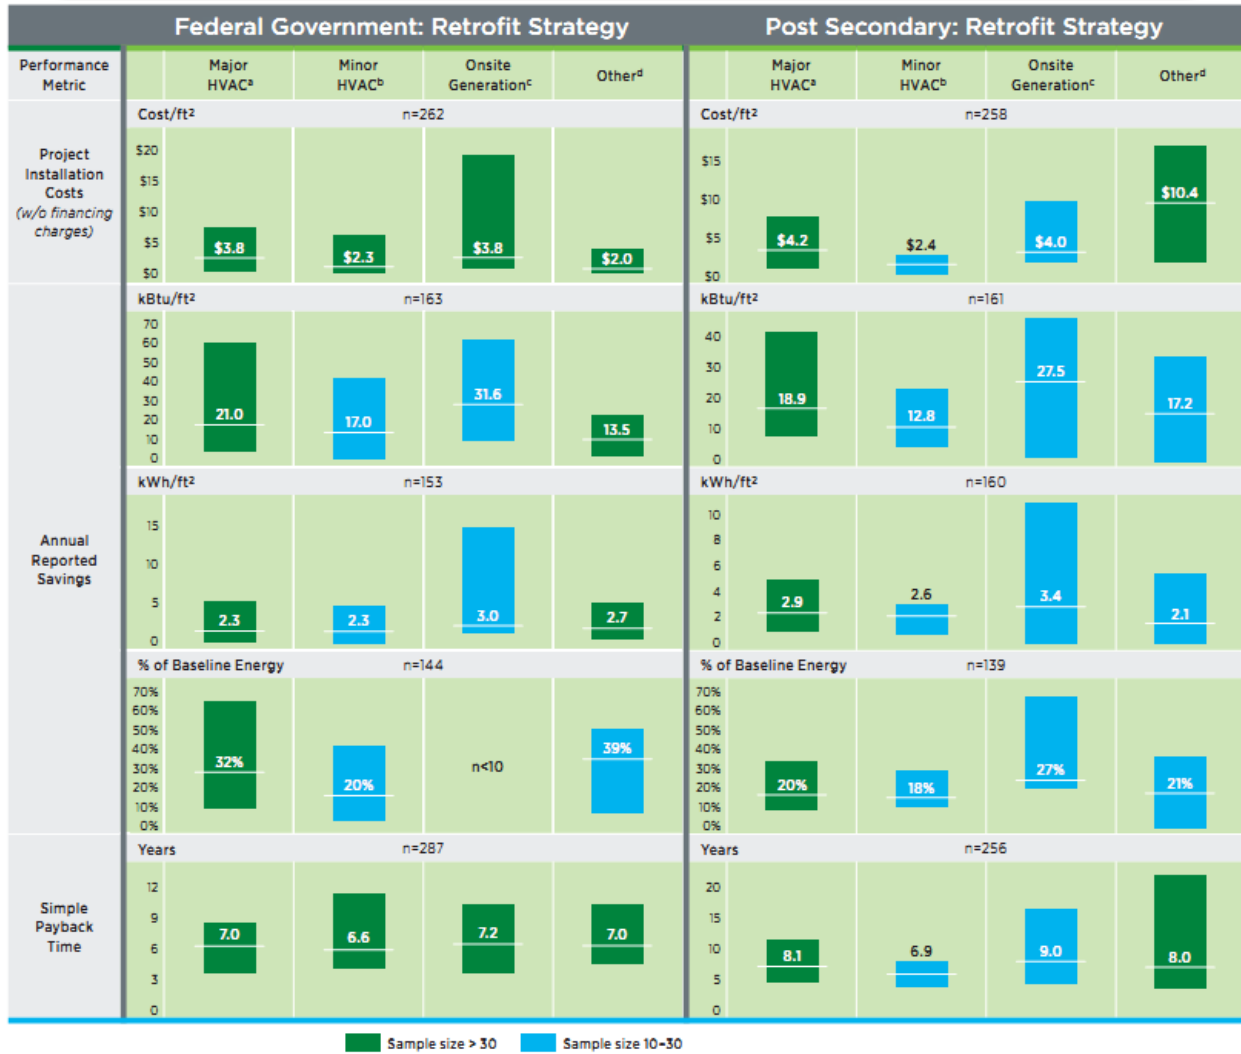 Federal Government: Retrofit Strategy Post Secondary: Retrofit Strategy
Performance Metric
Major HVACᵃ Minor HVACᵇ Onsite Generationᶜ Otherᵈ Major HVACᵃ Minor HVACᵇ Onsite Generationᶜ Otherᵈ
Cost/ft² n=262 Cost/ft² n=258
Project
Installation
Costs
(w/o financing
charges)
$20
$15
$10
$5
$0
$3.8 $2.3 $3.8 $2.0
$15
$10
$5
$0
$4.2 $2.4 $4.0 $10.4
kBtu/ft² n=163 kBtu/ft² n=161
70
60
50
40
30
20
10
0
21.0 17.0 31.6 13.5
40
30
20
10
0
18.9 12.8 27.5 17.2
kWh/ft² n=153 kWh/ft² n=160
Annual
Reported
Savings
15
10
5
0
2.3 2.3 3.0 2.7
10
8
6
4
2
0
2.9 2.6 3.4 2.1
% of Baseline Energy n=144 % of Baseline Energy n=139
70%
60%
50%
40%
30%
20%
10%
0%
32% 20% n<10 39%
70%
60%
50%
40%
30%
20%
10%
0%
20% 18% 27% 21%
Years n=287 Years n=256
Simple
Payback
Time
12
9
6
3
0
7.0 6.6 7.2 7.0
20
15
10
5
0
8.1 6.9 9.0 8.0
Sample size > 30 Sample size 10-30